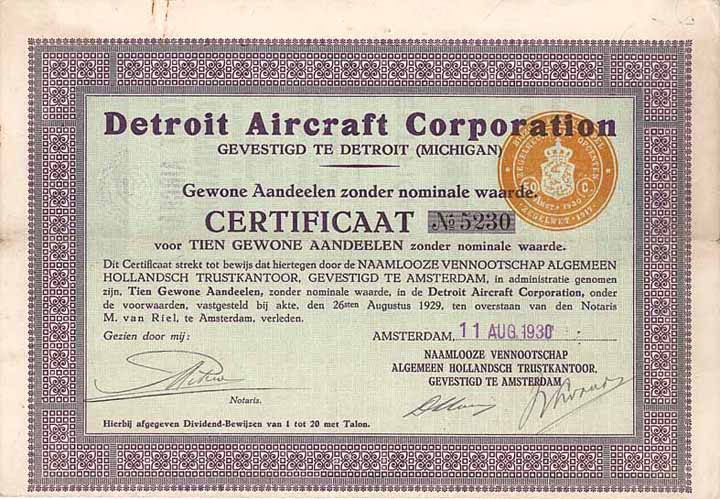 Detroit Aircraft Corporation
GEVESTIGD TE DETROIT (MICHIGAN)
Gewone Aandeelen zonder nominale waarde.
CERTIFICAAT № 5230
voor TIEN GEWONE AANDEELEN zonder nominale waarde.
Dit Certificaat strekt tot bewijs dat hiertegen door de NAAMLOOZE VENNOOTSCHAP ALGEMEEN
HOLLANDSCH TRUSTKANTOOR, GEVESTIGD TE AMSTERDAM, in administratie genomen
zijn, Tien Gewone Aandeelen, zonder nominale waarde, in de Detroit Aircraft Corporation, onder
de voorwaarden, vastgesteld bij akte, den 26sten Augustus 1929, ten overstaan van den Notaris
M. van Riel, te Amsterdam, verleden.
Gezien door mij:
AMSTERDAM, 11 AUG. 1930
NAAMLOOZE VENNOOTSCHAP
ALGEMEEN HOLLANDSCH TRUSTKANTOOR,
GEVESTIGD TE AMSTERDAM
Notaris.
Hierbij afgegeven Dividend-Bewijzen van 1 tot 20 met Talon.
ZEGELWET 1917